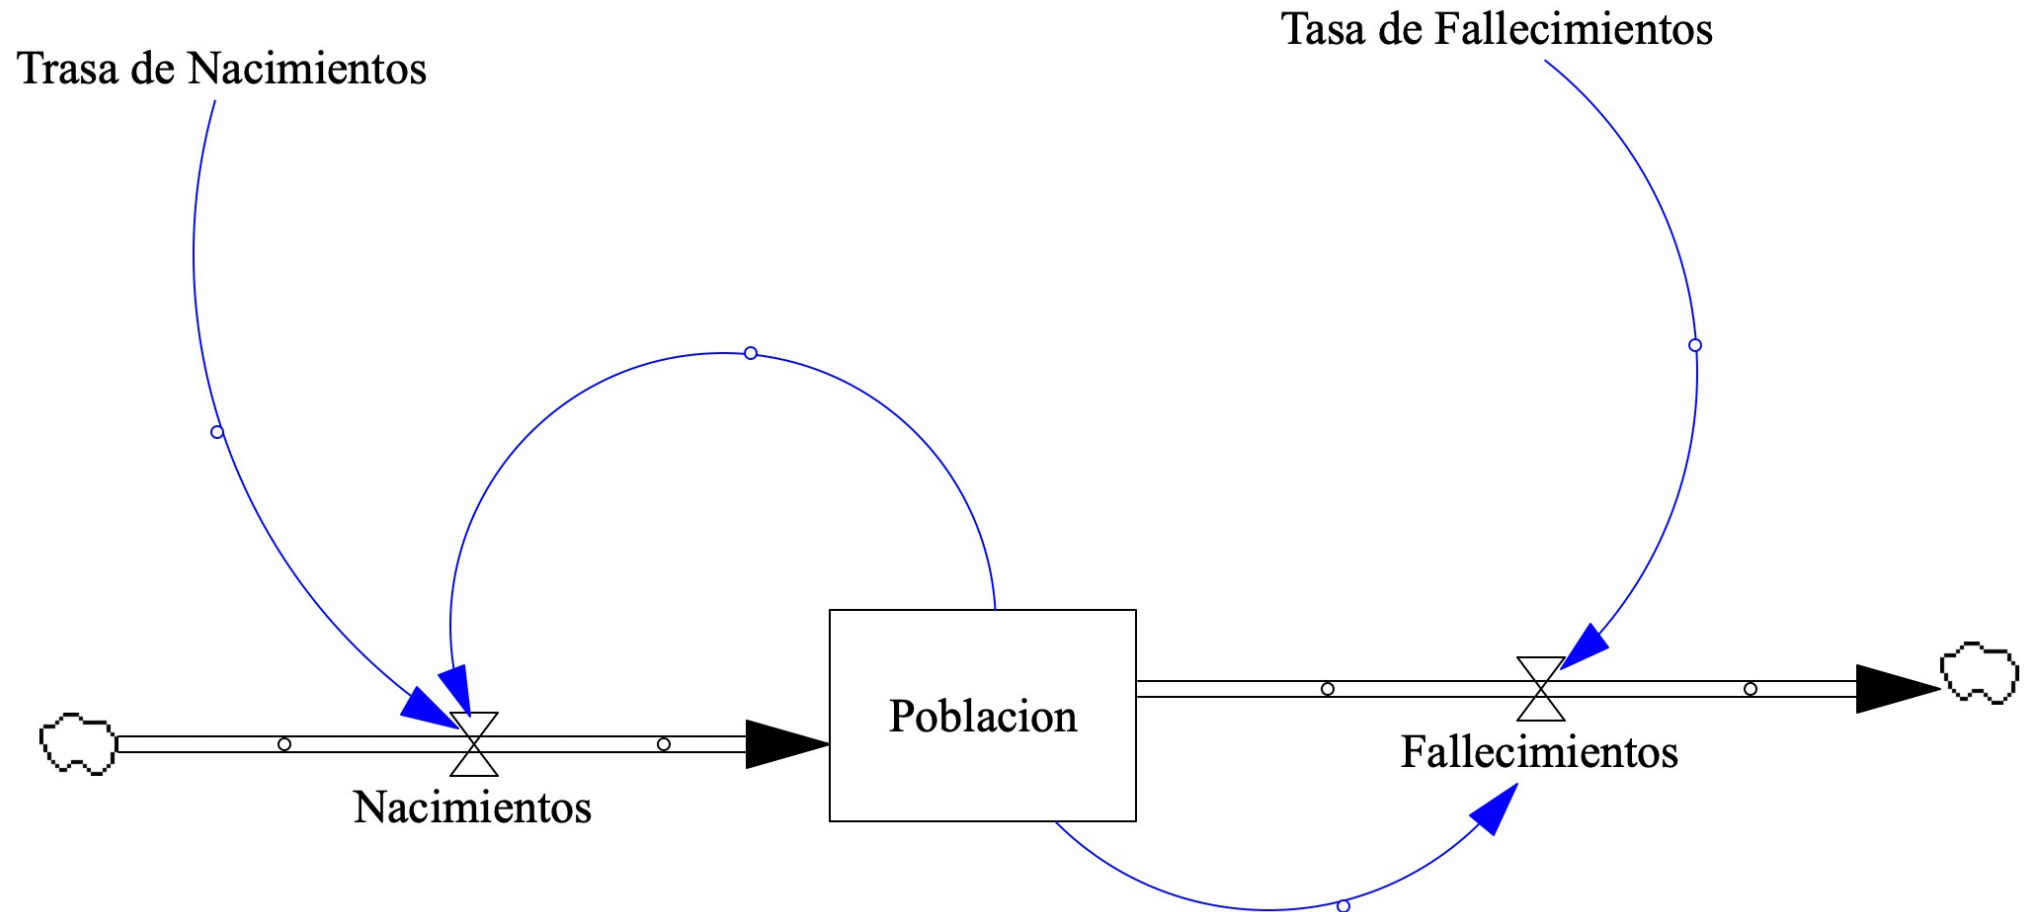 Tasa de Fallecimientos
Trasa de Nacimientos
Poblacion
Fallecimientos
Nacimientos